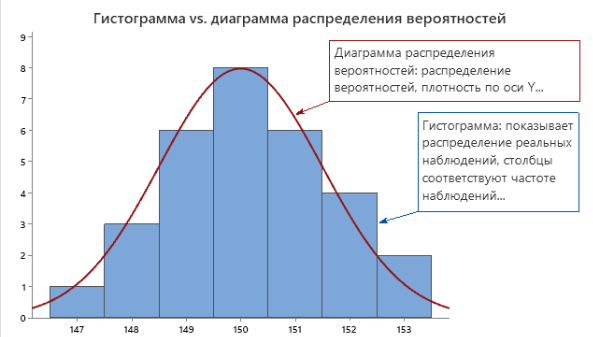 Гистограмма vs. диаграмма распределения вероятностей
9
8
7
6
5
4
3
2
1
0
147 148 149 150 151 152 153
Диаграмма распределения
вероятностей: распределение
вероятностей, плотность по оси Y...
Гистограмма: показывает
распределение реальных
наблюдений, столбцы
соответствуют частоте
наблюдений...